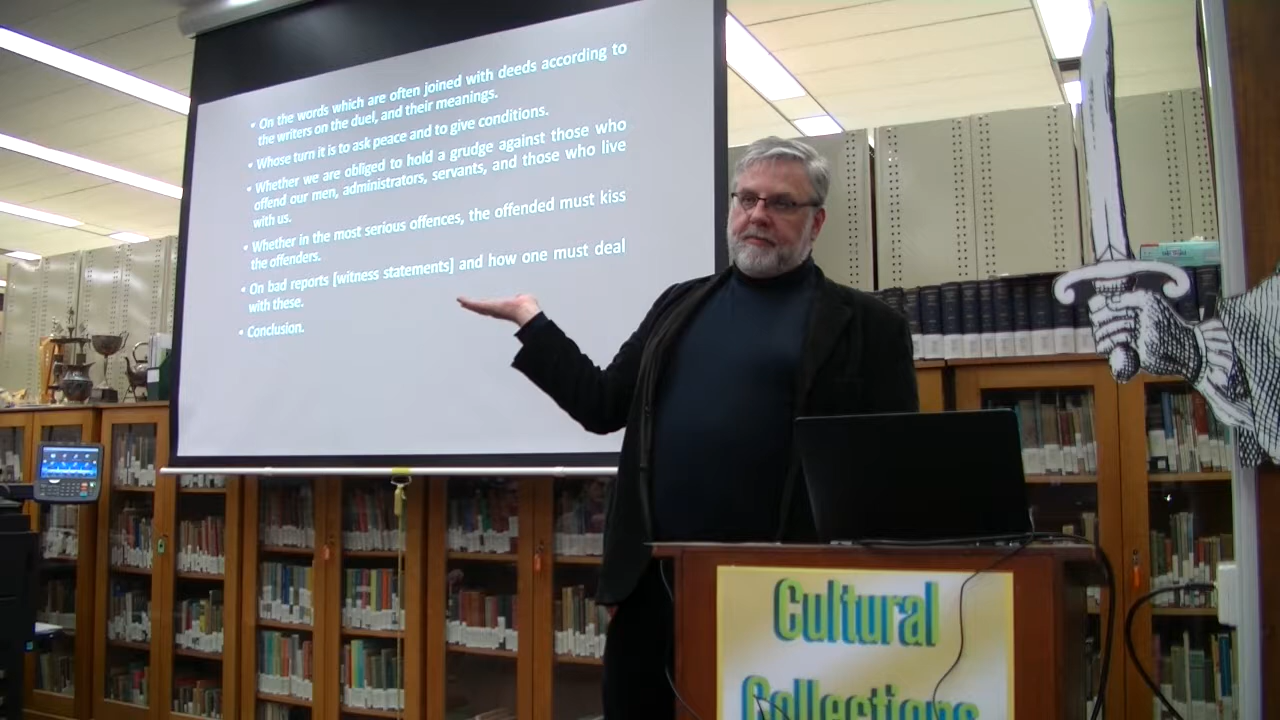 • On the words which are often joined with deeds according to
the writers on the duel, and their meanings.
• Whose turn it is to ask peace and to give conditions.
• Whether we are obliged to hold a grudge against those who
offend our men, administrators, servants, and those who live
with us.
• Whether in the most serious offences, the offended must kiss
the offenders.
• On bad reports [witness statements] and how one must deal
with these.
• Conclusion.
Cultural
Collections